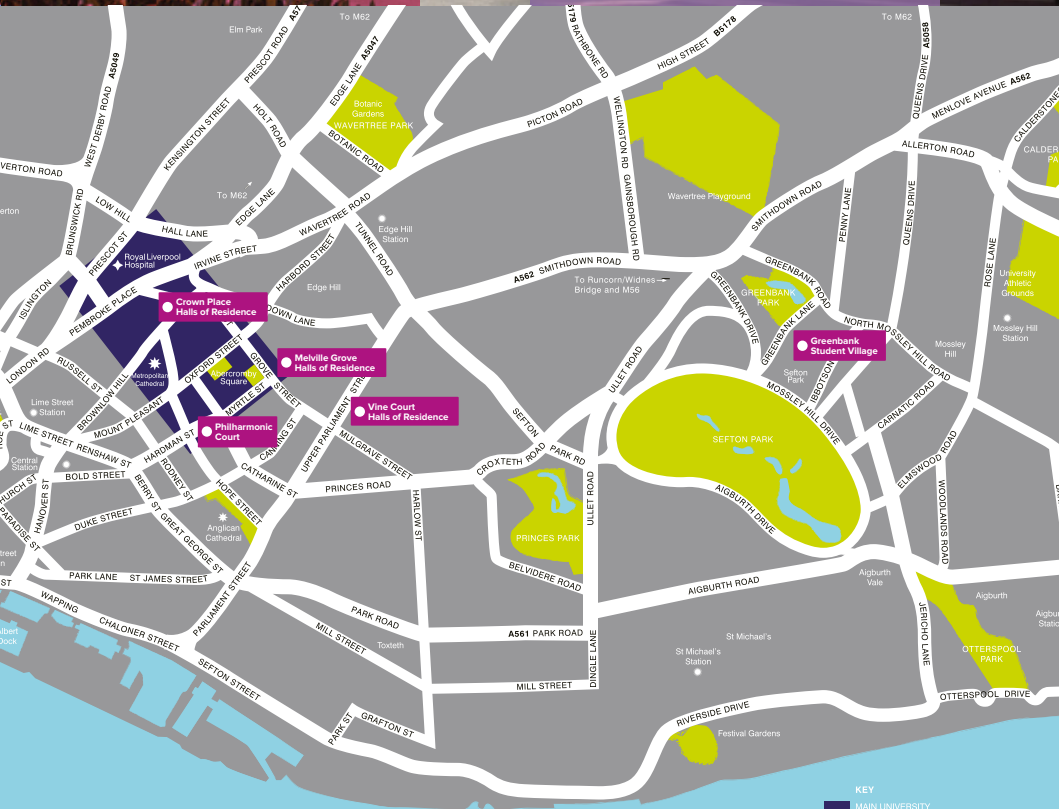 A57
To M62
A5047
Elm Park
PRESCOT ROAD
EDGE LANE
A5049
WEST DERBY ROAD
5179 RATHBONE RD
HIGH STREET B5178
To M62
A5058
QUEENS DRIVE
MENLOVE AVENUE A562
Botanic
Gardens
WAVERTREE PARK
BOTANIC ROAD
KENSINGTON STREET
HOLT ROAD
PICTON ROAD
WELLINGTON RD
GAINSBOROUGH RD
ALLERTON ROAD
VERTON ROAD
To M62
EDGE LANE
Wavertree Playground
SMITHDOWN ROAD
PENNY LANE
QUEENS DRIVE
ROSE LANE
erton
BRUNSWICK RD
LOW HILL
HALL LANE
PRESCOT ST
IRVINE STREET
WAVERTREE ROAD
Edge Hill
Station
TUNNEL ROAD
HARBORD STREET
Royal Liverpool
Hospital
A562 SMITHDOWN ROAD
To Runcorn/Widnes
Bridge and M56
GREENBANK ROAD
GREENBANK
PARK
GREENBANK DRIVE
GREENBANK LANE
University
Athletic
Grounds
ISLINGTON
PEMBROKE PLACE
Edge Hill
DOWN LANE
Crown Place
Halls of Residence
NORTH MOSSLEY HILL ROAD
Mossley Hill
Station
Mossley
Hill
Greenbank
Student Village
LONDON RD
RUSSELL ST
Metropolitan
Cathedral
OXFORD STREET
GROVE STREET
Abercromby
Square
Melville Grove
Halls of Residence
ULLET ROAD
Sefton
Park
IBBOTSON
MOSSLEY HILL DRIVE
CARNATIC ROAD
BROWNLOW HILL
MOUNT PLEASANT
MYRTLE ST
Lime Street
Station
Vine Court
Halls of Residence
Philharmonic
Court
UPPER PARLIAMENT STRE
SEFTON
PARK RD
SEFTON PARK
LIME STREET
RENSHAW ST
HARDMAN ST
CANNING ST
MULGRAVE STREET
CROXTETH ROAD
ELMSWOOD ROAD
Central
Station
BOLD STREET
RODNEY ST
CATHARINE ST
PRINCES ROAD
HURCH ST
HANOVER ST
BERRY ST
HOPE STREET
HARLOW ST
ULLET ROAD
AIGBURTH DRIVE
WOODLANDS ROAD
PARADISE ST
DUKE STREET
GREAT GEORGE ST
Anglican
Cathedral
PRINCES PARK
BELVIDERE ROAD
PARK LANE
ST JAMES STREET
AIGBURTH ROAD
Aigburth
Vale
Aigburth
WAPPING
CHALONER STREET
PARLIAMENT STREET
PARK ROAD
MILL STREET
Toxteth
A561 PARK ROAD
DINGLE LANE
St Michael's
St Michael's
Station
JERICHO LANE
OTTERSPOOL
PARK
SEFTON STREET
MILL STREET
OTTERSPOOL DRIVE
PARK ST
GRAFTON ST
RIVERSIDE DRIVE
Festival Gardens
KEY
MAIN UNIVERSITY